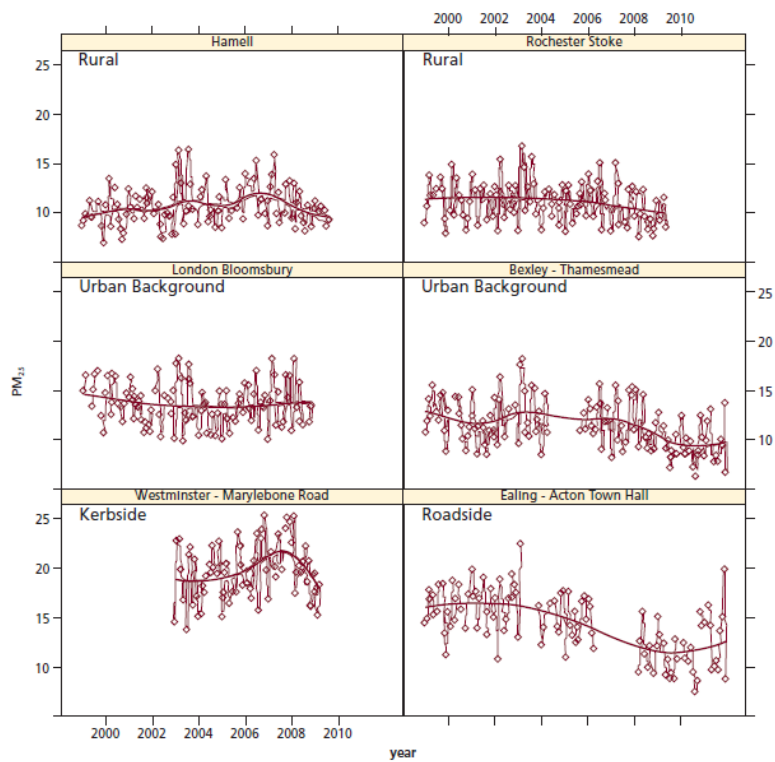 2000 2002 2004 2006 2008 2010
Hamell Rochester Stoke
Rural Rural
25
20
15
10
London Bloomsbury Bexley - Thamesmead
Urban Background Urban Background
25
20
15
10
PM2.5
Westminster - Marylebone Road Ealing - Acton Town Hall
Kerbside Roadside
25
20
15
10
2000 2002 2004 2006 2008 2010
year